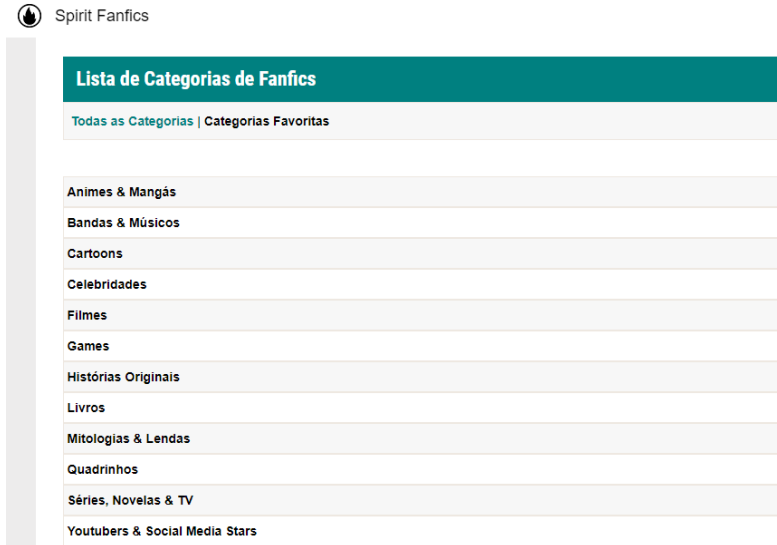 Spirit Fanfics
Lista de Categorias de Fanfics
Todas as Categorias | Categorias Favoritas
Animes & Mangás
Bandas & Músicos
Cartoons
Celebridades
Filmes
Games
Histórias Originais
Livros
Mitologias & Lendas
Quadrinhos
Séries, Novelas & TV
Youtubers & Social Media Stars